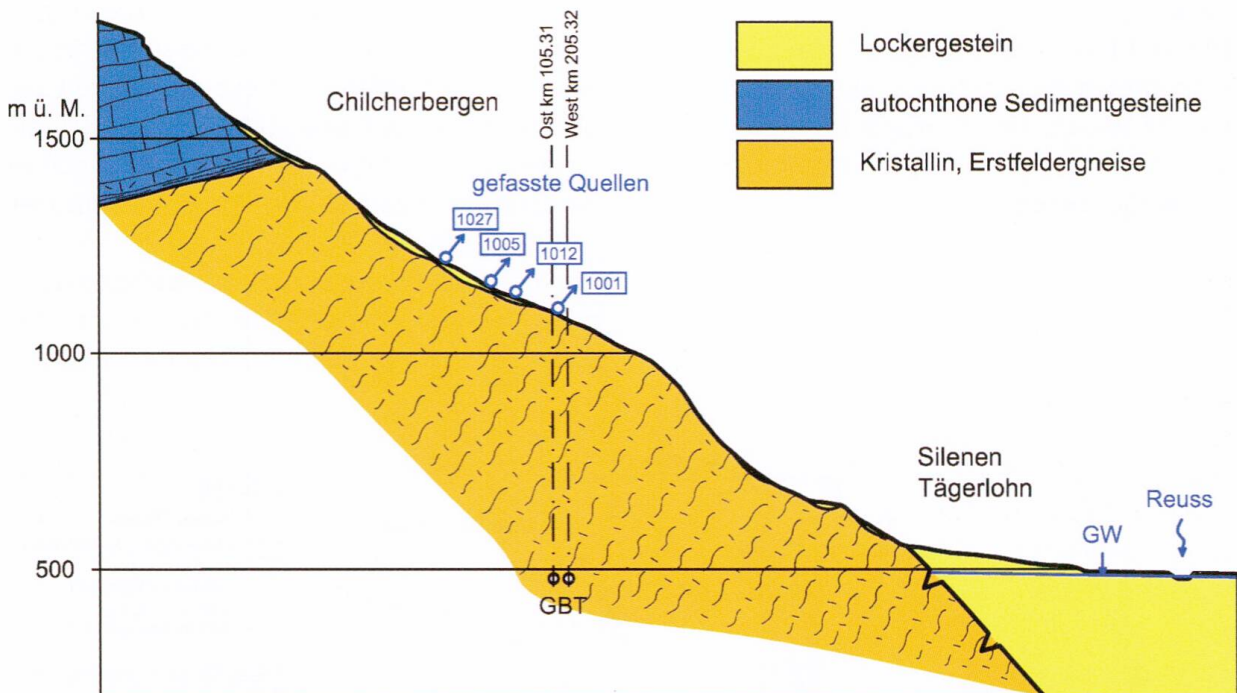 Ost km 105.31
West km 205.32
Lockergestein
autochthone Sedimentgesteine
Kristallin, Erstfeldergneise
m ü. M.
Chilcherbergen
1500
gefasste Quellen
1027
1005
1012
1001
1000
Silenen
Tägerlohn
Reuss
GW
500
GBT